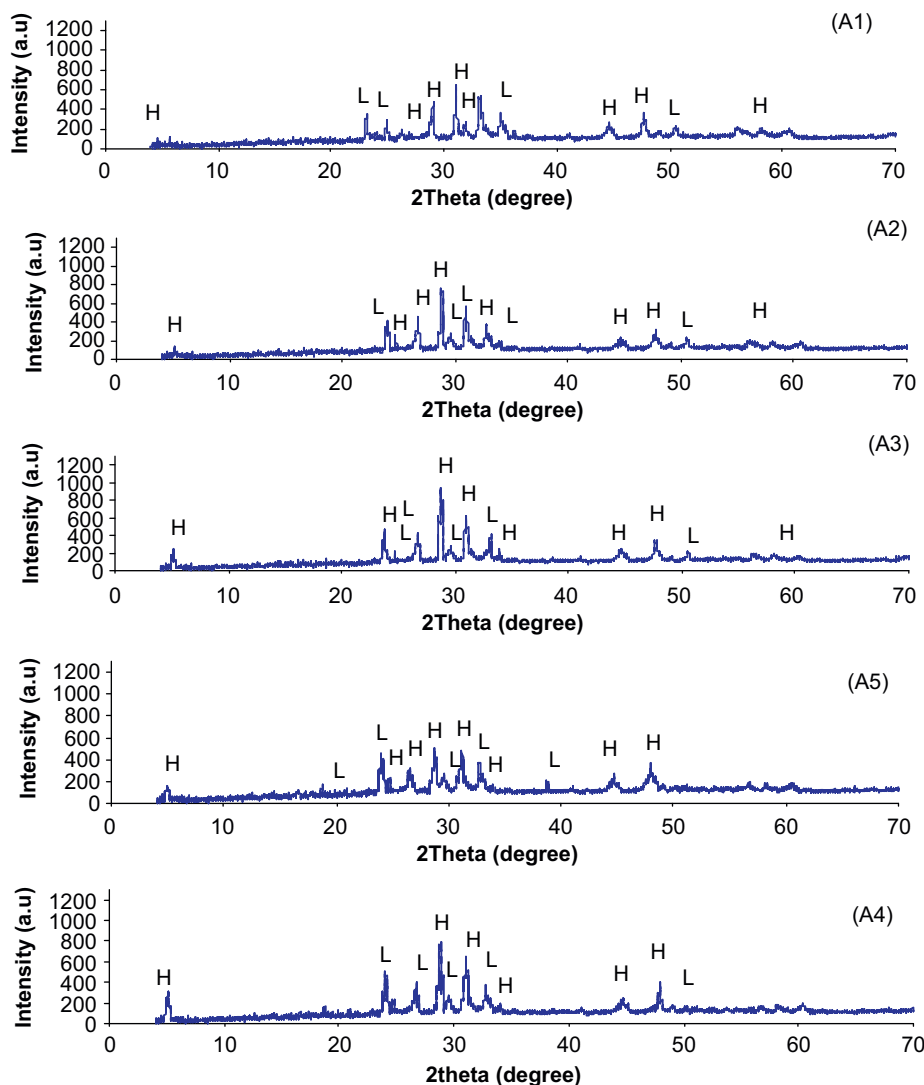 (A1)
Intensity (a.u)
1200
1000
800
600
400
200
0
H L L H H H H L H H L H
0 10 20 30 40 50 60 70
2Theta (degree)
(A2)
Intensity (a.u)
1200
1000
800
600
400
200
0
H L H H H L L H L H H L H
0 10 20 30 40 50 60 70
2Theta (degree)
(A3)
Intensity (a.u)
1200
1000
800
600
400
200
0
H H L L H L H L H H H L H
0 10 20 30 40 50 60 70
2Theta (degree)
(A5)
Intensity (a.u)
1200
1000
800
600
400
200
0
H L L H H H L H L H L H H
0 10 20 30 40 50 60 70
2Theta (degree)
(A4)
Intensity (a.u)
1200
1000
800
600
400
200
0
H L L H L H L H H H L
0 10 20 30 40 50 60 70
2theta (degree)